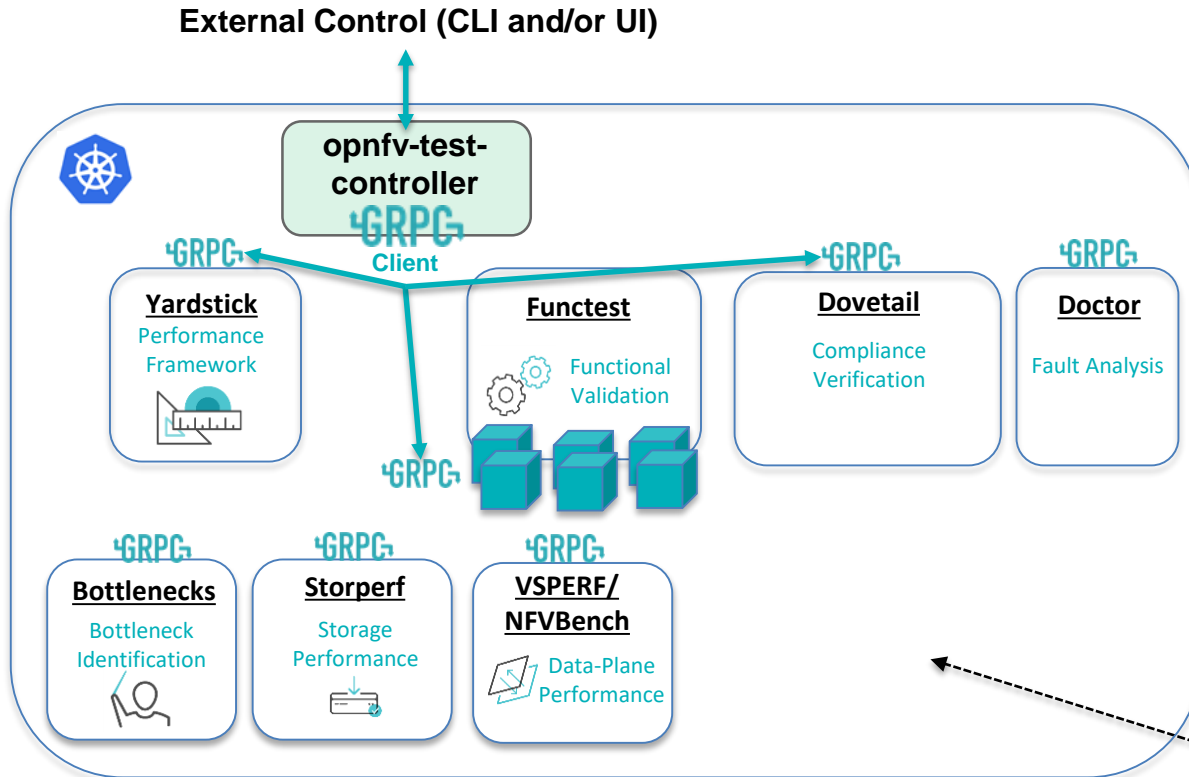 External Control (CLI and/or UI)
opnfv-test-
controller
GRPC
Client
GRPC
GRPC
GRPC
Yardstick
Performance
Framework
Functest
Functional
Validation
Dovetail
Compliance
Verification
Doctor
Fault Analysis
GRPC
GRPC
GRPC
GRPC
Bottlenecks
Bottleneck
Identification
Storperf
Storage
Performance
VSPERF/
NFVBench
Data-Plane
Performance